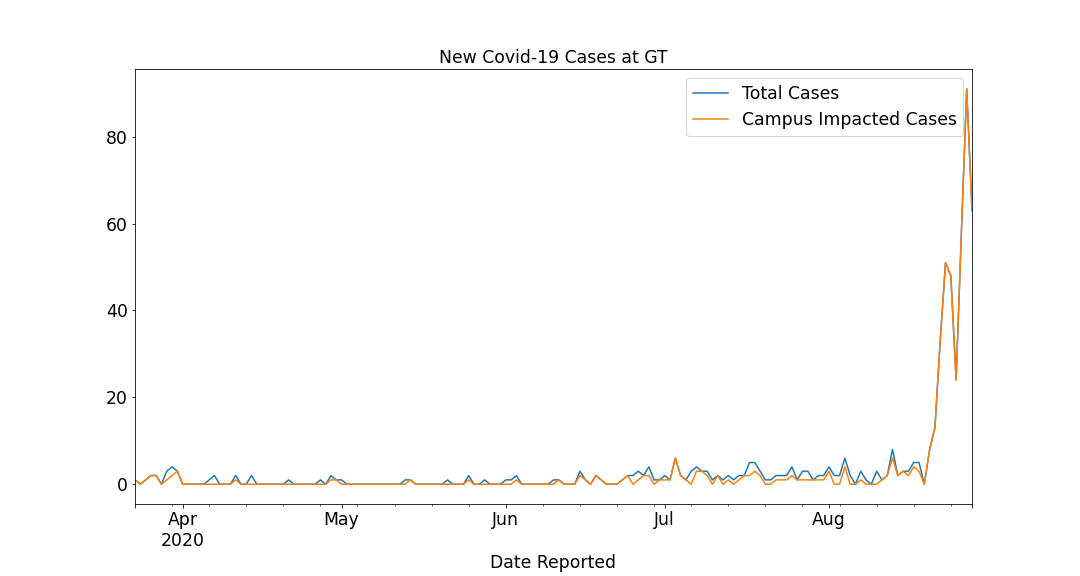 New Covid-19 Cases at GT
Total Cases
Campus Impacted Cases
80
60
40
20
0
Apr May Jun Jul Aug
2020
Date Reported